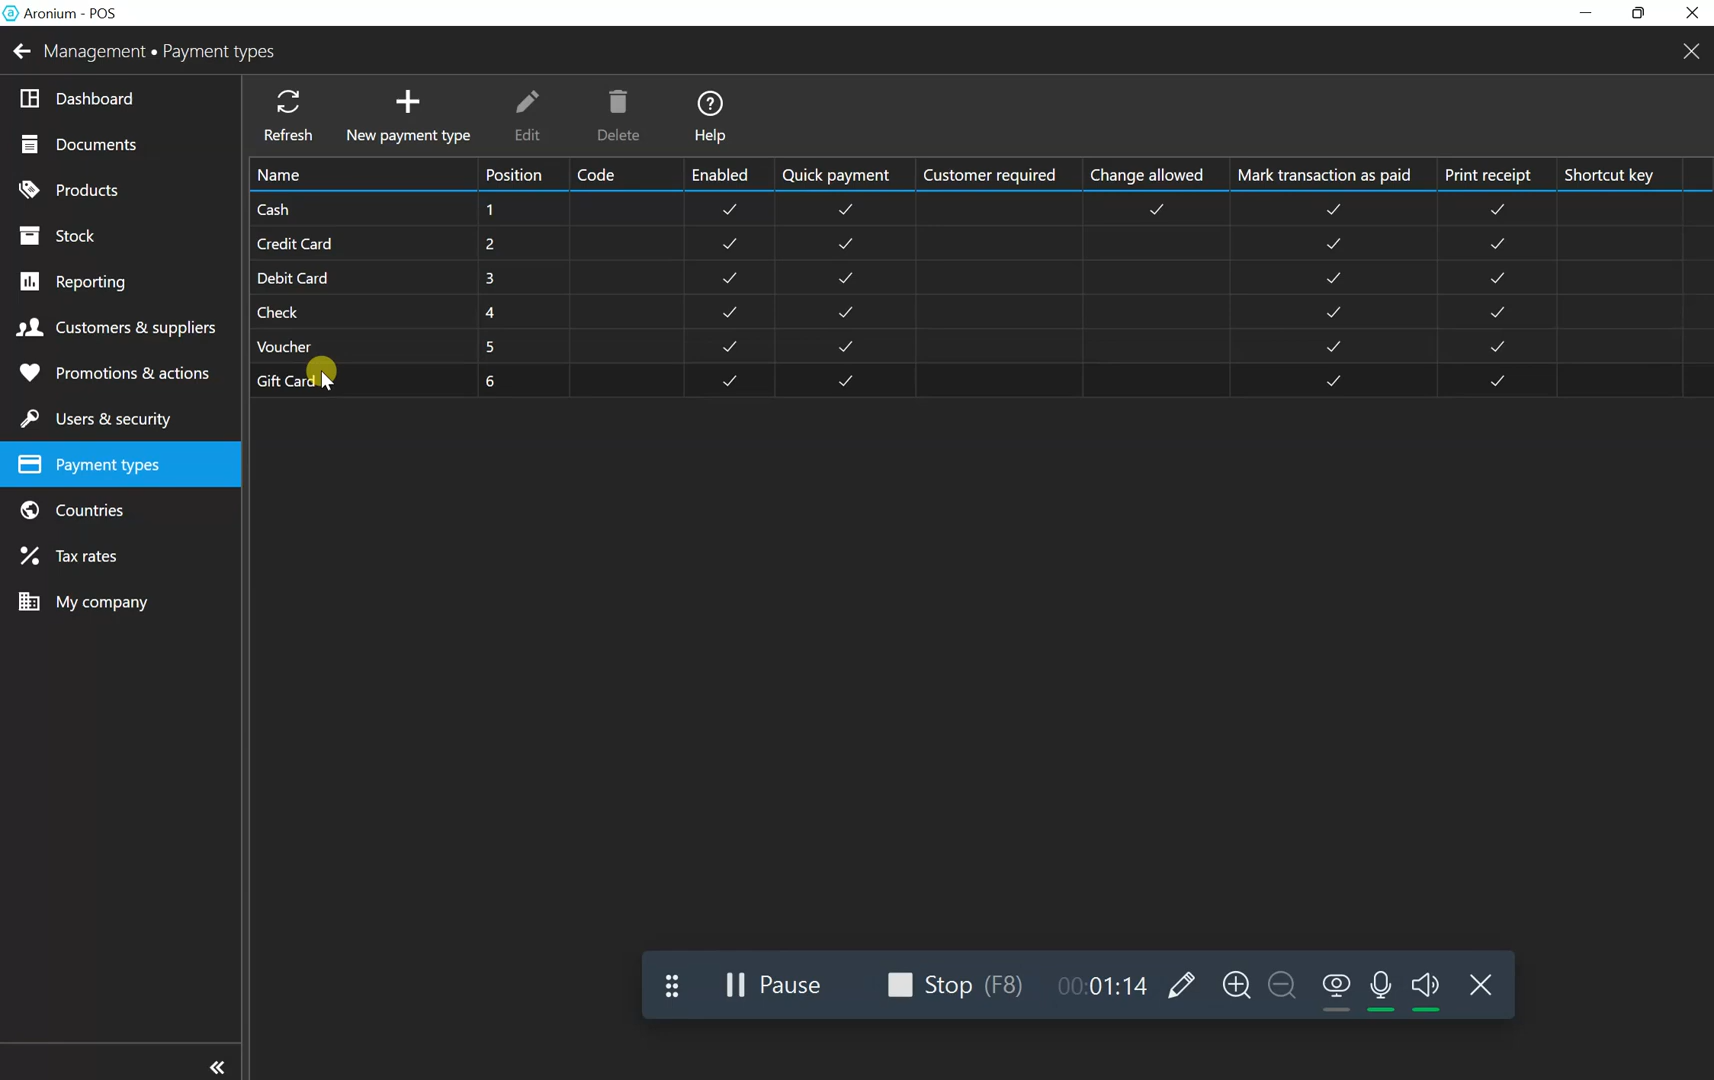 Aronium - POS
Management • Payment types
Dashboard
Documents
Products
Stock
Reporting
Customers & suppliers
Promotions & actions
Users & security
Payment types
Countries
Tax rates
My company
Refresh
New payment type
Edit
Delete
Help
Name Position Code Enabled Quick payment Customer required Change allowed Mark transaction as paid Print receipt Shortcut key
Cash 1
Credit Card 2
Debit Card 3
Check 4
Voucher 5
Gift Card 6
Pause Stop (F8) 00:01:14